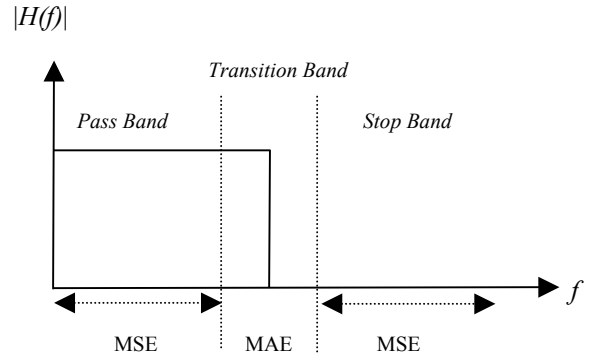 |H(f)|
Transition Band
Pass Band Stop Band
f
MSE MAE MSE